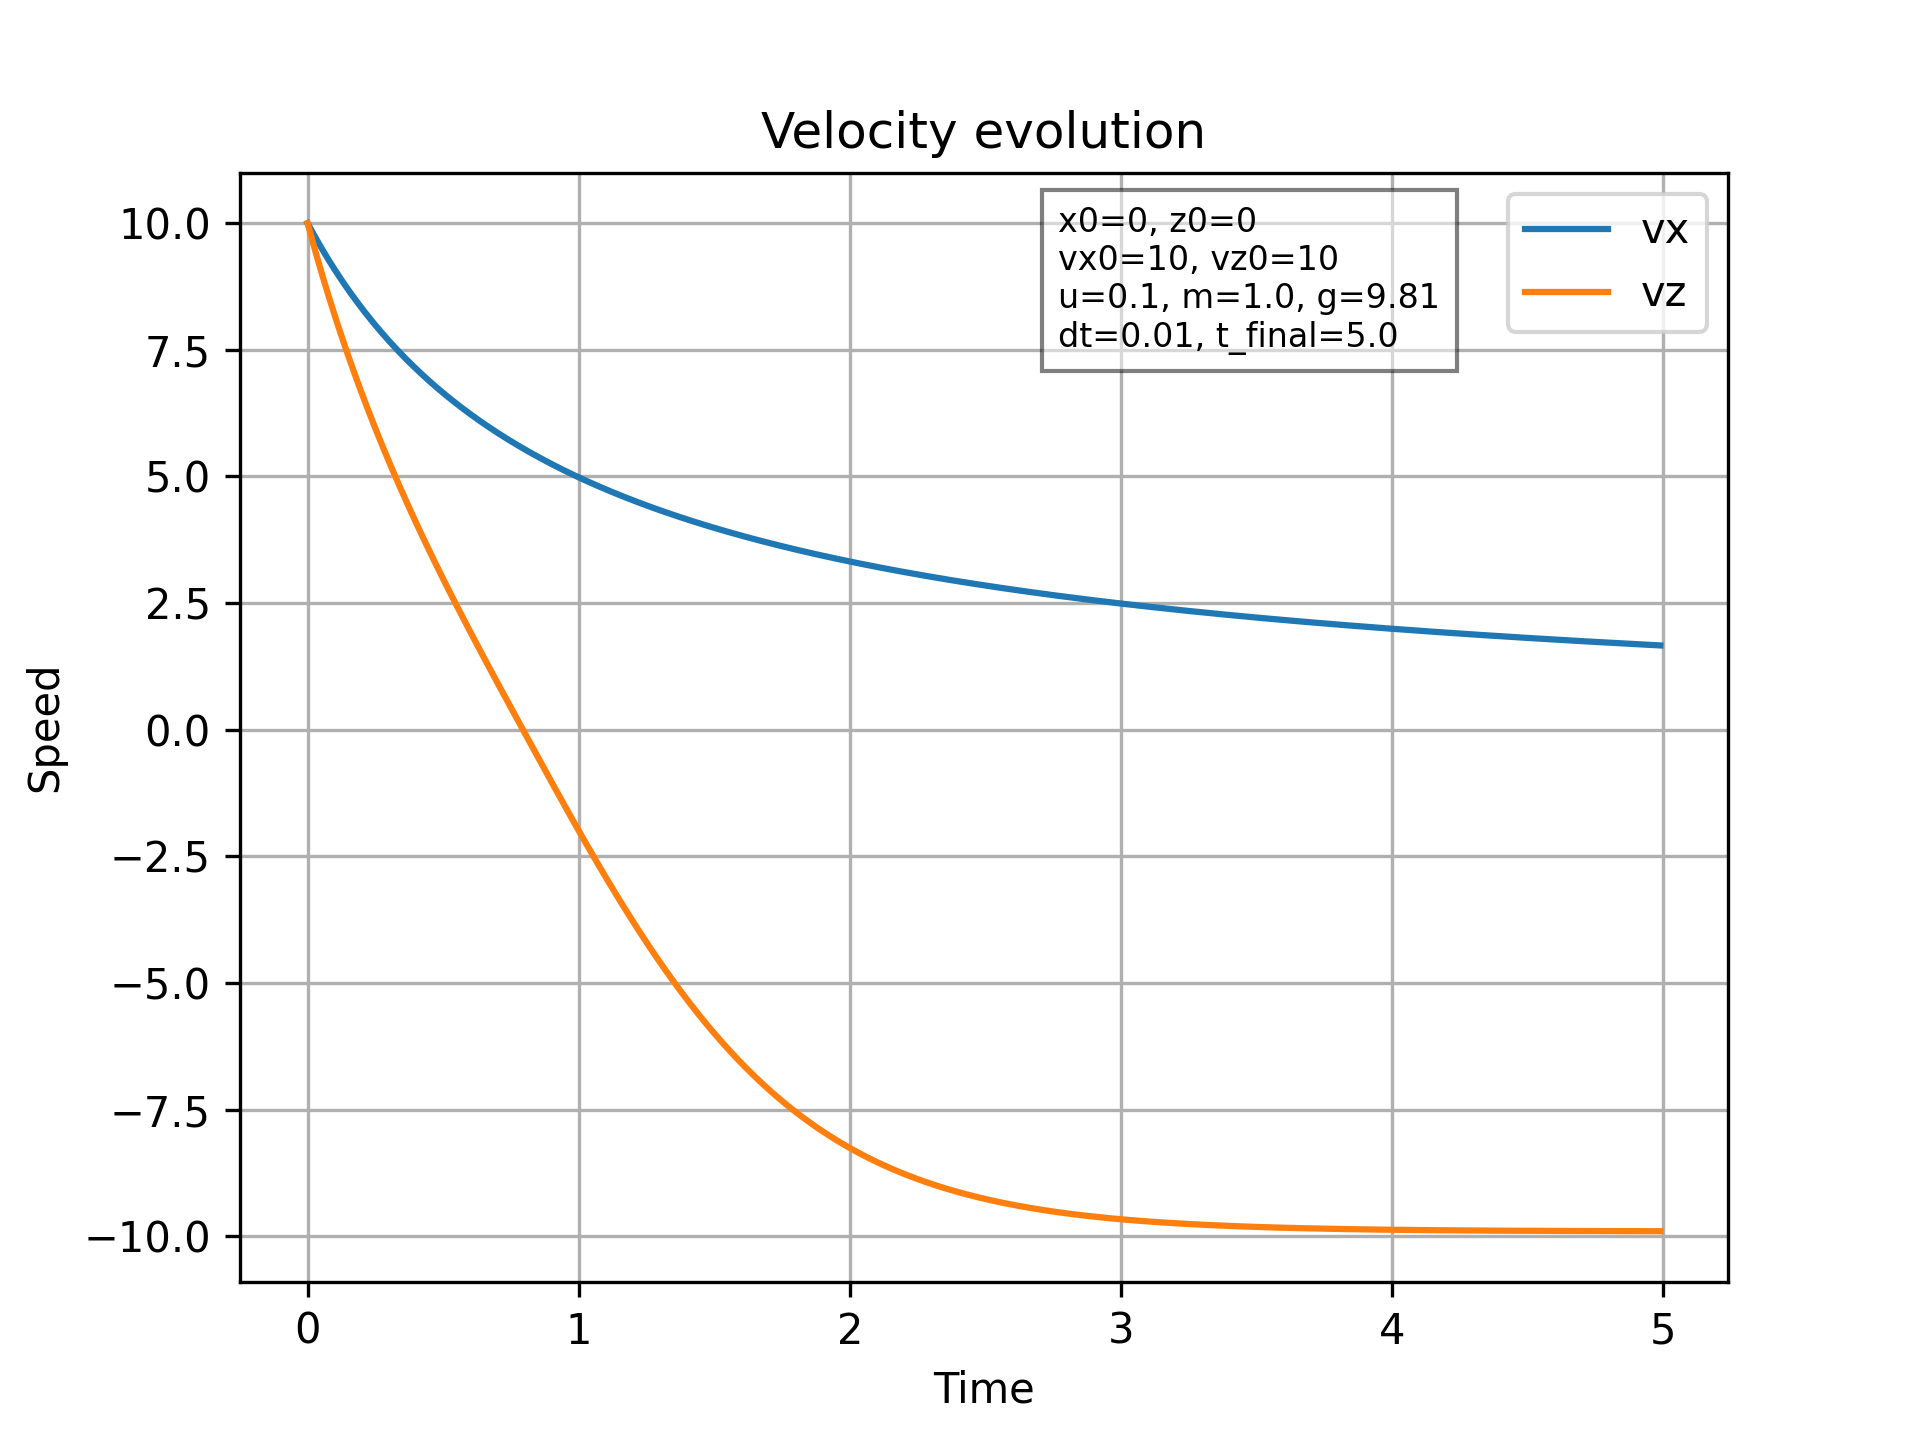 Velocity evolution
x0=0, z0=0
vx0=10, vz0=10
u=0.1, m=1.0, g=9.81
dt=0.01, t_final=5.0
vx
vz
10.0
7.5
5.0
2.5
0.0
−2.5
−5.0
−7.5
−10.0
Speed
0 1 2 3 4 5
Time